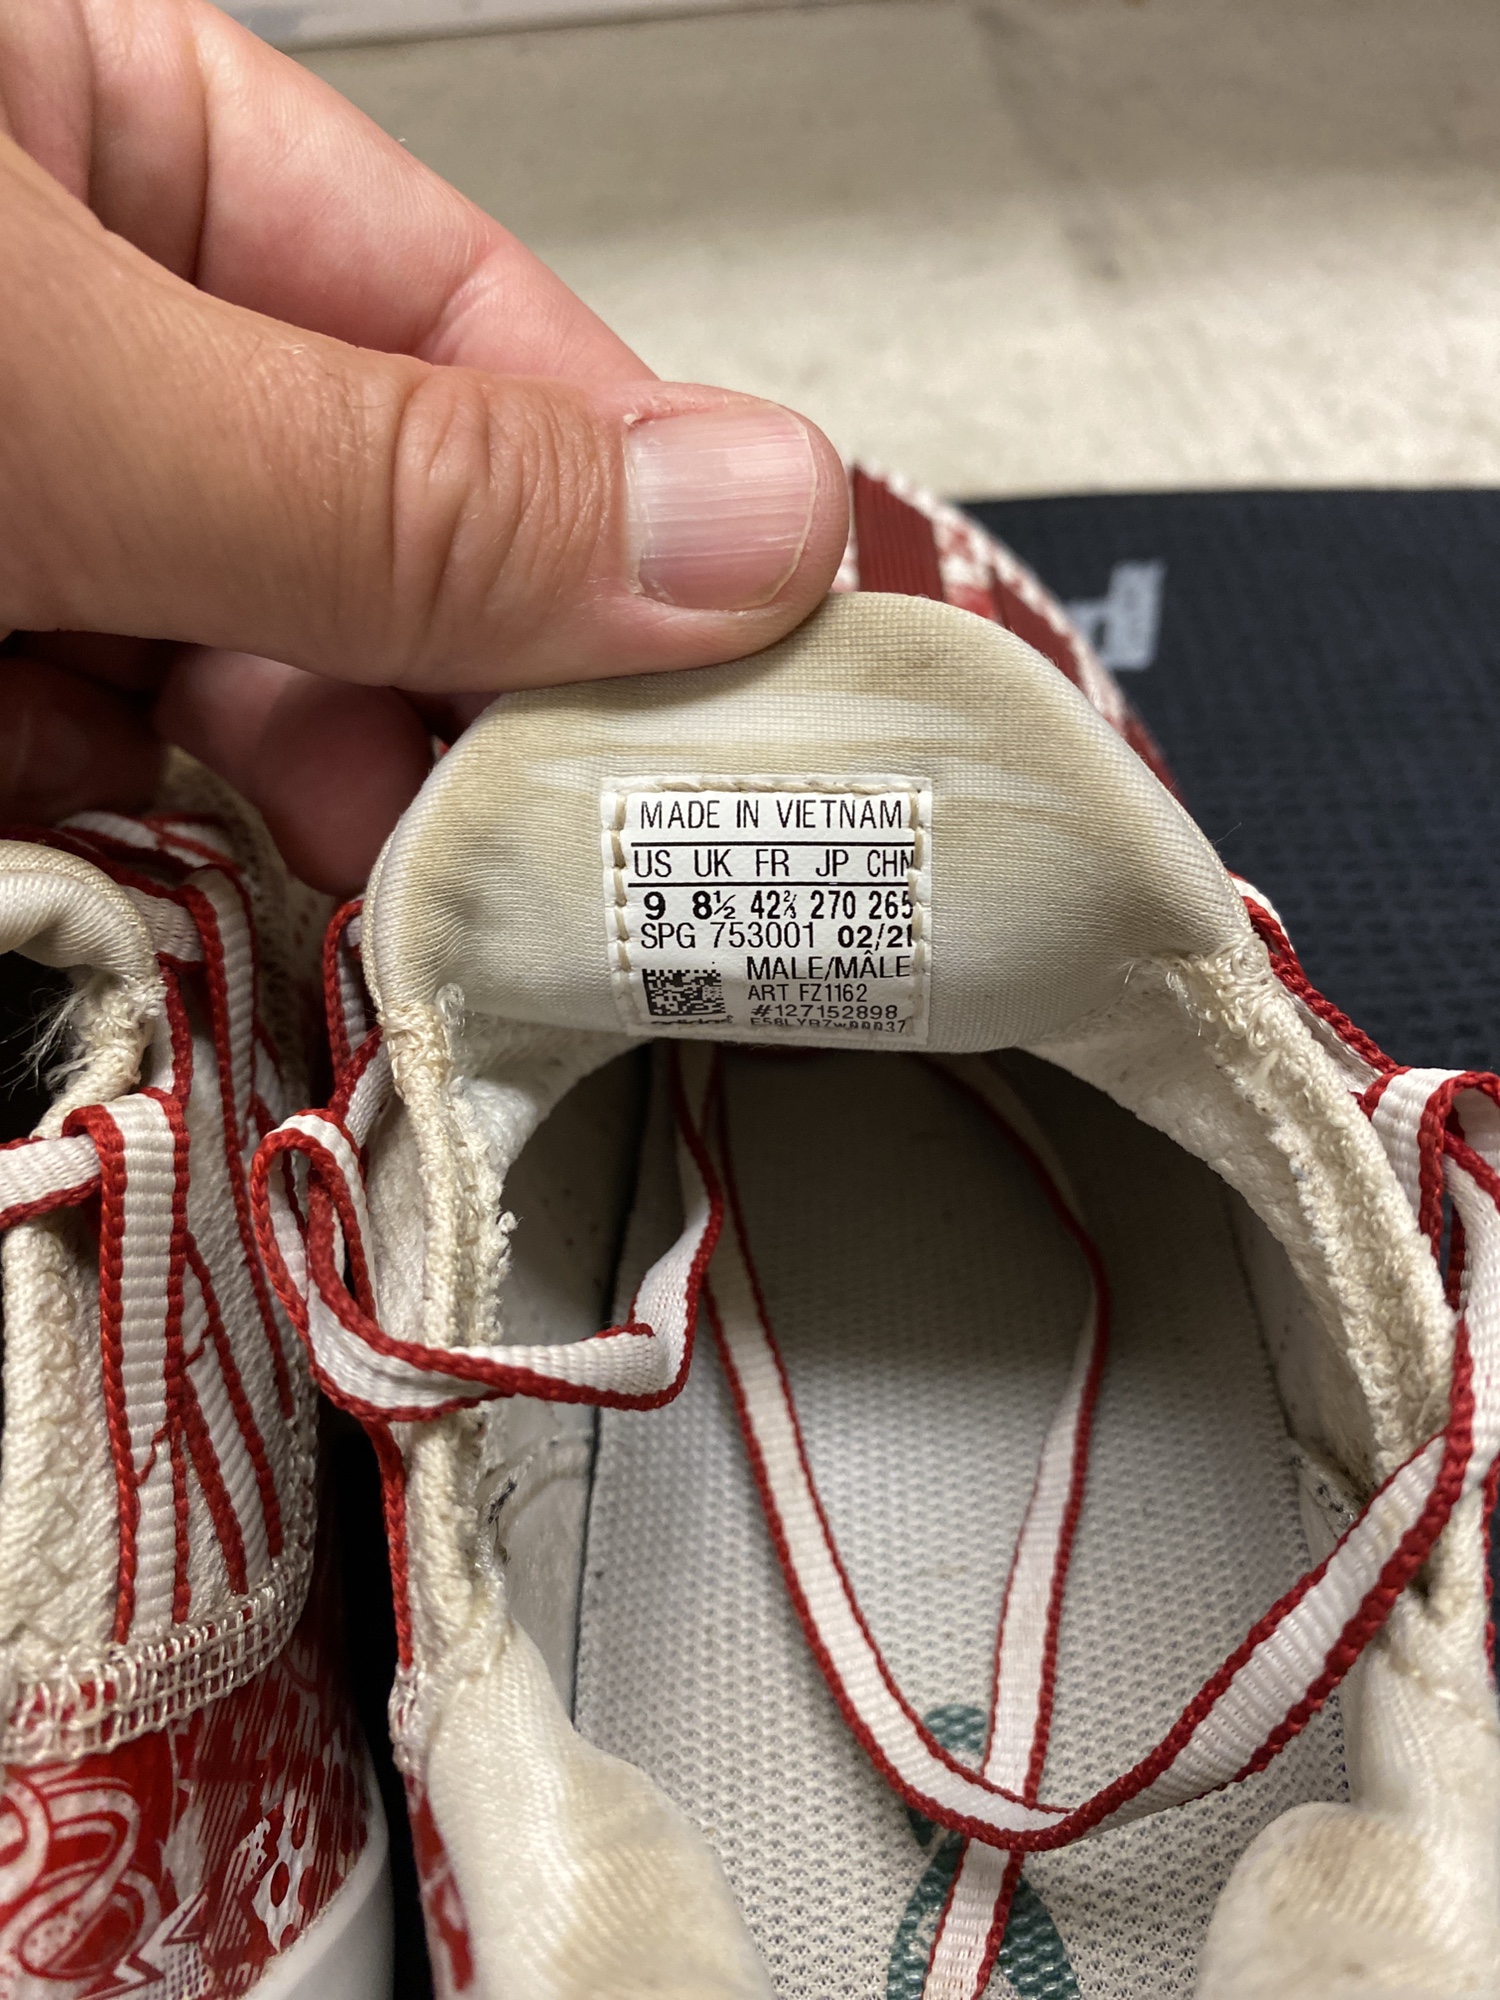 MADE IN VIETNAM
US UK FR JP CHN
9 8½ 42⅔ 270 265
SPG 753001 02/21
MALE/MÂLE
ART FZ1162
#127152898
adidas